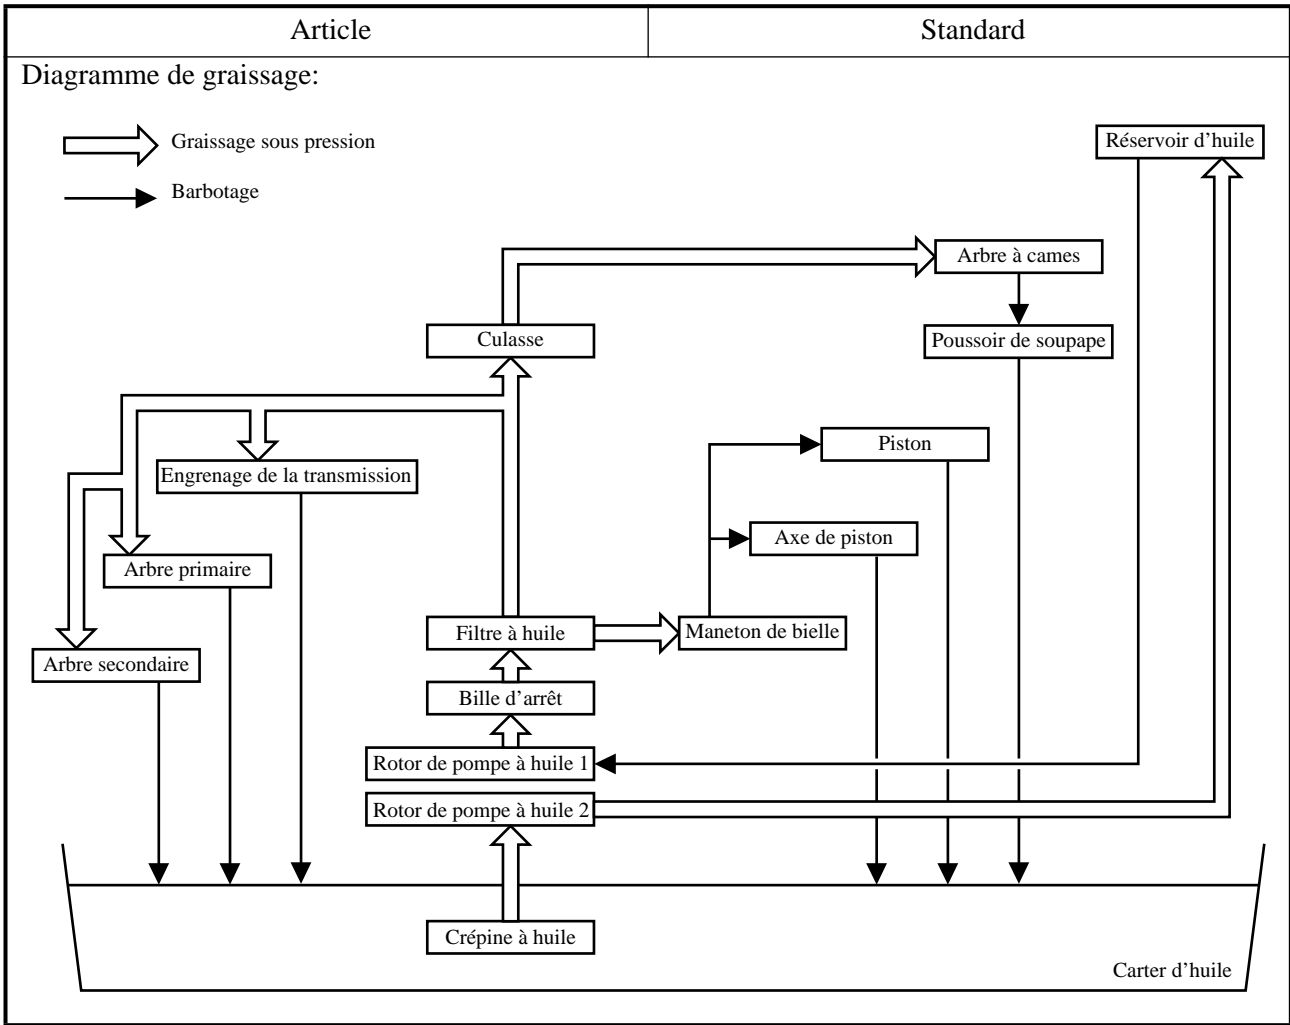 Article
Standard
Diagramme de graissage:
Graissage sous pression
Barbotage
Réservoir d'huile
Arbre à cames
Culasse
Poussoir de soupape
Piston
Engrenage de la transmission
Axe de piston
Arbre primaire
Filtre à huile
Maneton de bielle
Arbre secondaire
Bille d'arrêt
Rotor de pompe à huile 1
Rotor de pompe à huile 2
Crépine à huile
Carter d'huile